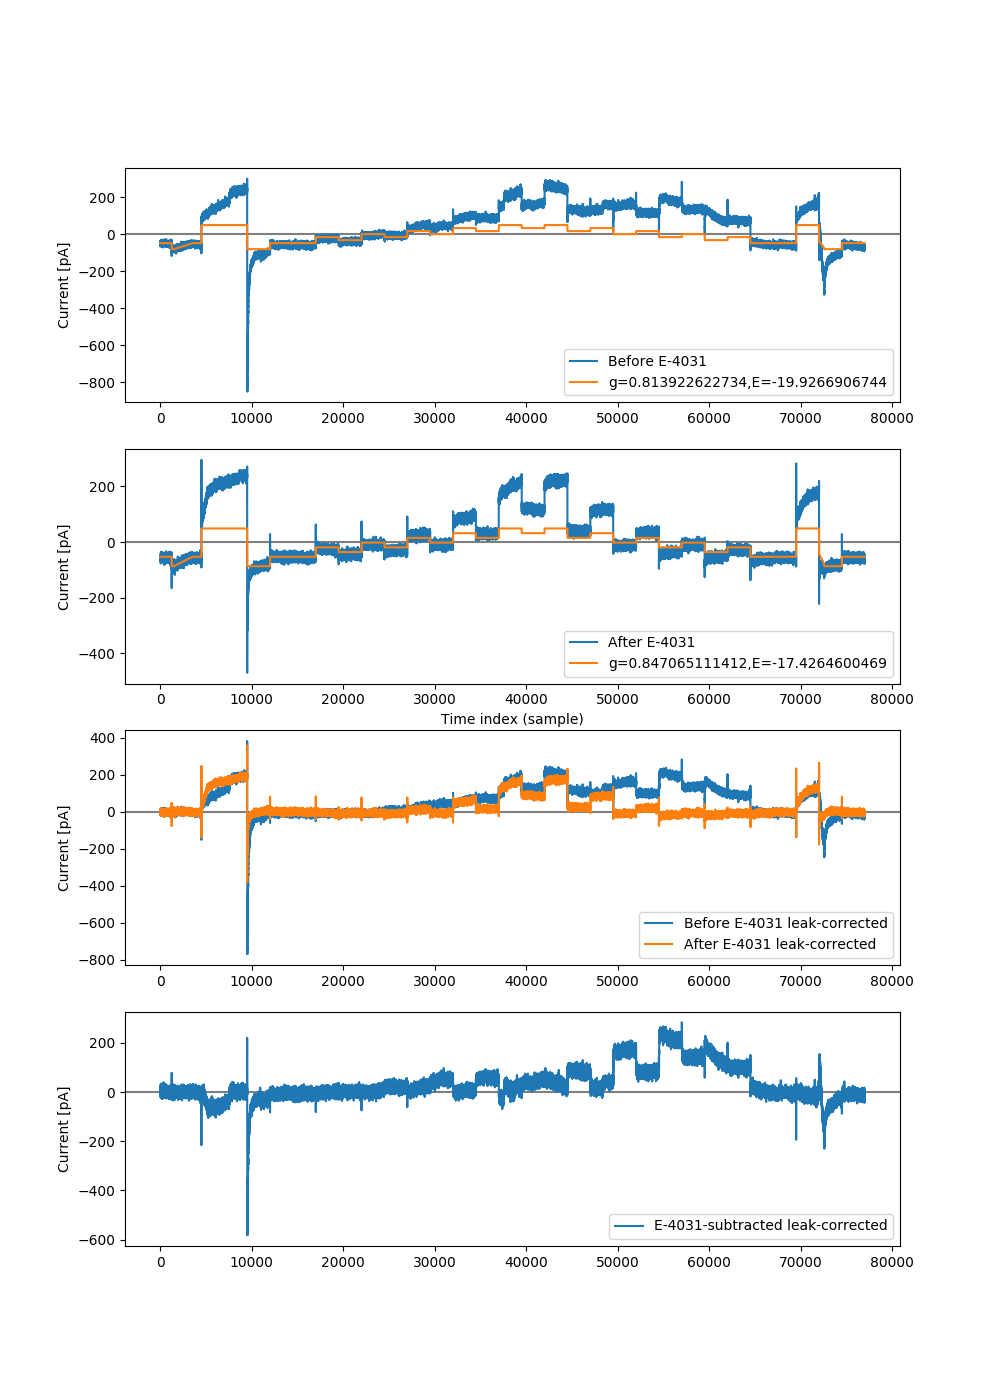 200
0
−200
−400
−600
−800
Current [pA]
Before E-4031
g=0.813922622734,E=-19.9266906744
0 10000 20000 30000 40000 50000 60000 70000 80000
200
0
−200
−400
Current [pA]
After E-4031
g=0.847065111412,E=-17.4264600469
0 10000 20000 30000 40000 50000 60000 70000 80000
Time index (sample)
400
200
0
−200
−400
−600
−800
Current [pA]
Before E-4031 leak-corrected
After E-4031 leak-corrected
0 10000 20000 30000 40000 50000 60000 70000 80000
200
0
−200
−400
−600
Current [pA]
E-4031-subtracted leak-corrected
0 10000 20000 30000 40000 50000 60000 70000 80000